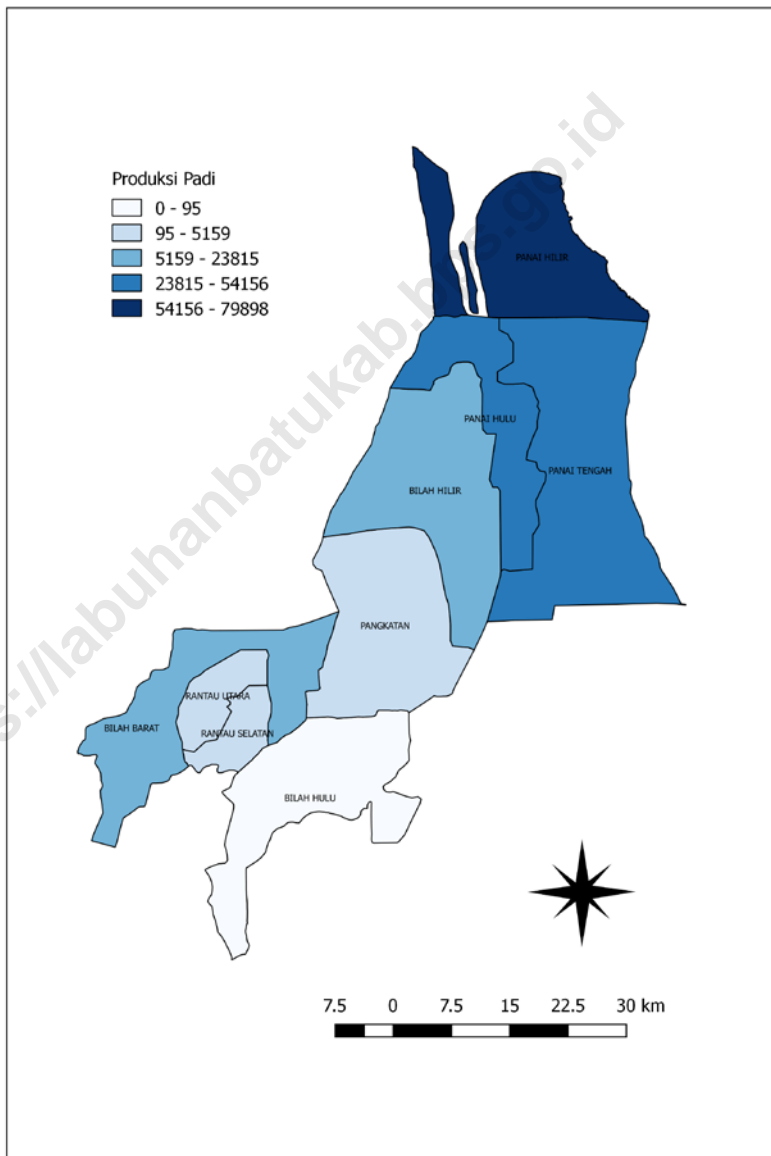 Produksi Padi
0 - 95
95 - 5159
5159 - 23815
23815 - 54156
54156 - 79898
PANAI HILIR
PANAI HULU
PANAI TENGAH
BILAH HILIR
PANGKATAN
RANTAU UTARA
BILAH BARAT
RANTAU SELATAN
BILAH HULU
7.5 0 7.5 15 22.5 30 km
s://labuhanbatukab.bps.go.id